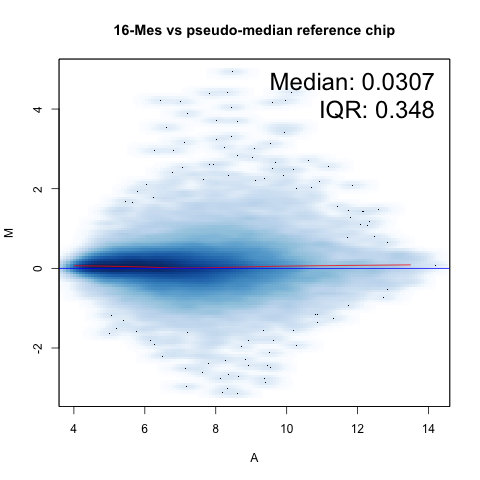 16-Mes vs pseudo-median reference chip
Median: 0.0307
IQR: 0.348
4
2
0
-2
M
4 6 8 10 12 14
A